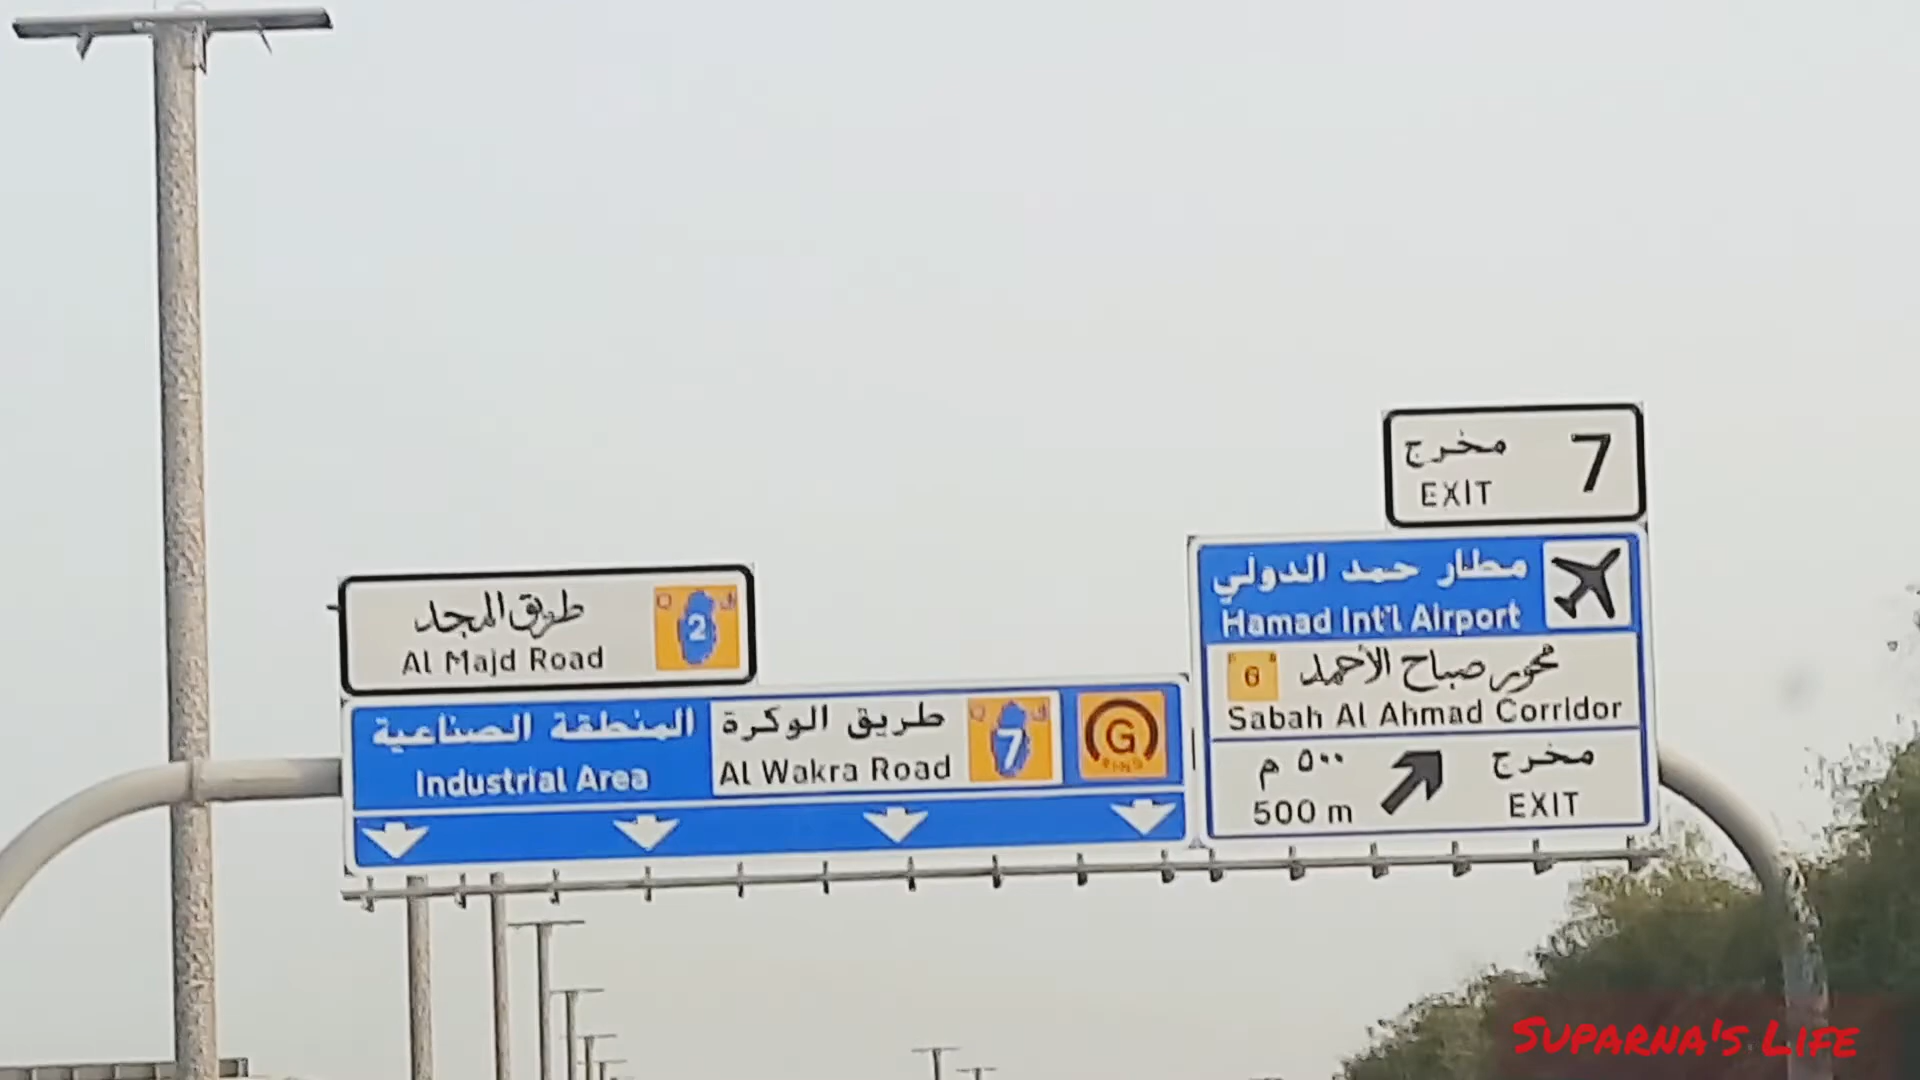 طريق المجد
Al Majd Road
Q 2 ق
المنطقة الصناعية
Industrial Area
طريق الوكرة
Al Wakra Road
Q 7 ق
G
RING
مخرج 7
EXIT
مطار حمد الدولي
Hamad Int'l Airport
6 محور صباح الأحمد
Sabah Al Ahmad Corridor
٥٠٠ م مخرج
500 m EXIT
Suparna's Life